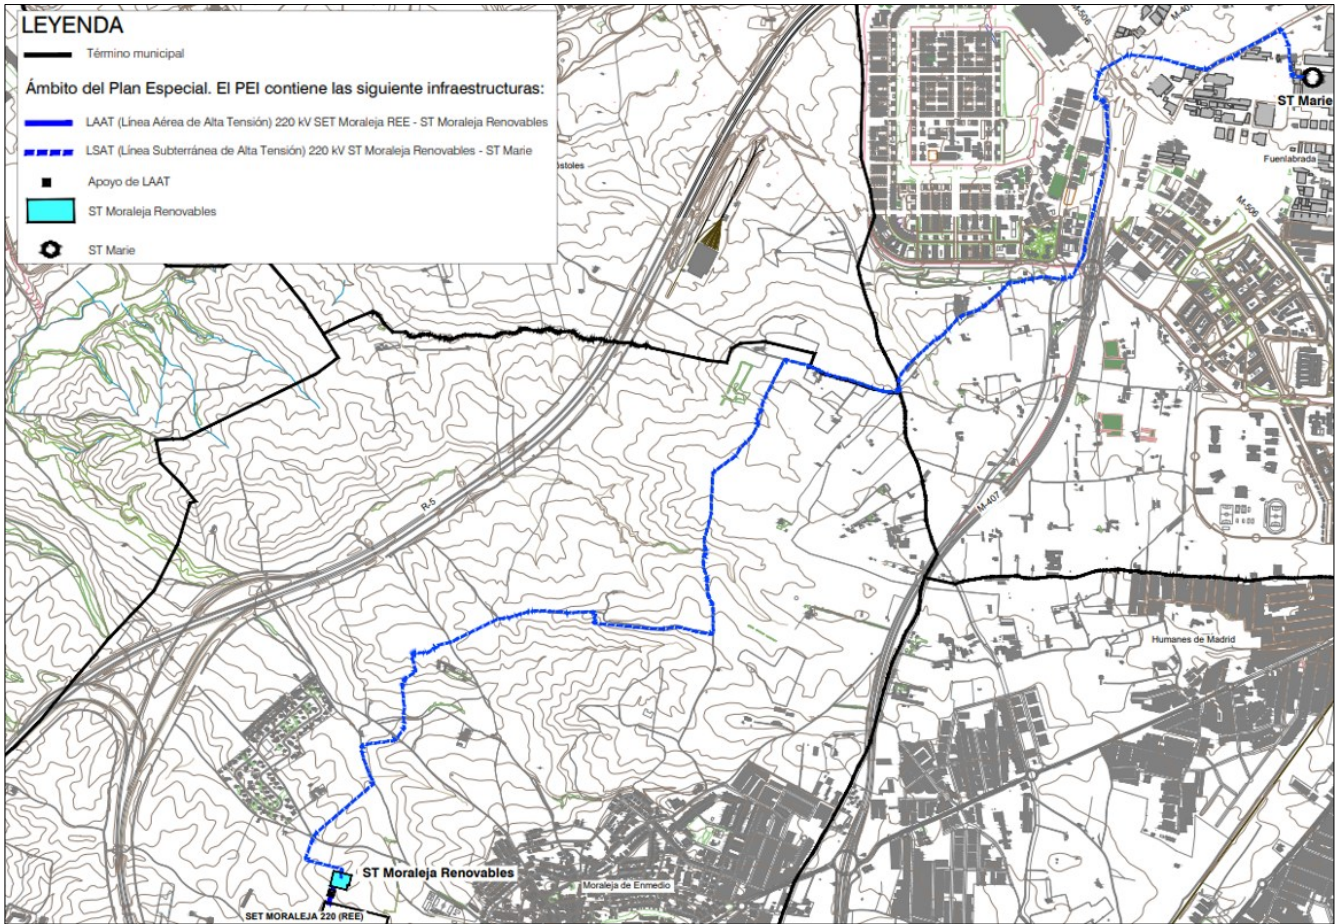 LEYENDA
Término municipal
Ámbito del Plan Especial. El PEI contiene las siguiente infraestructuras:
LAAT (Línea Aérea de Alta Tensión) 220 kV SET Moraleja REE - ST Moraleja Renovables
LSAT (Línea Subterránea de Alta Tensión) 220 kV ST Moraleja Renovables - ST Marie
Apoyo de LAAT
ST Moraleja Renovables
ST Marie
M-506
M-407
ST Marie
Fuenlabrada
M-506
R-5
M-407
Humanes de Madrid
ST Moraleja Renovables
Moraleja de Enmedio
SET MORALEJA 220 (REE)